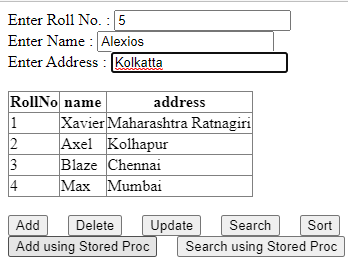 Enter Roll No. : 5
Enter Name : Alexios
Enter Address : Kolkatta
RollNo name address
1 Xavier Maharashtra Ratnagiri
2 Axel Kolhapur
3 Blaze Chennai
4 Max Mumbai
Add Delete Update Search Sort
Add using Stored Proc Search using Stored Proc